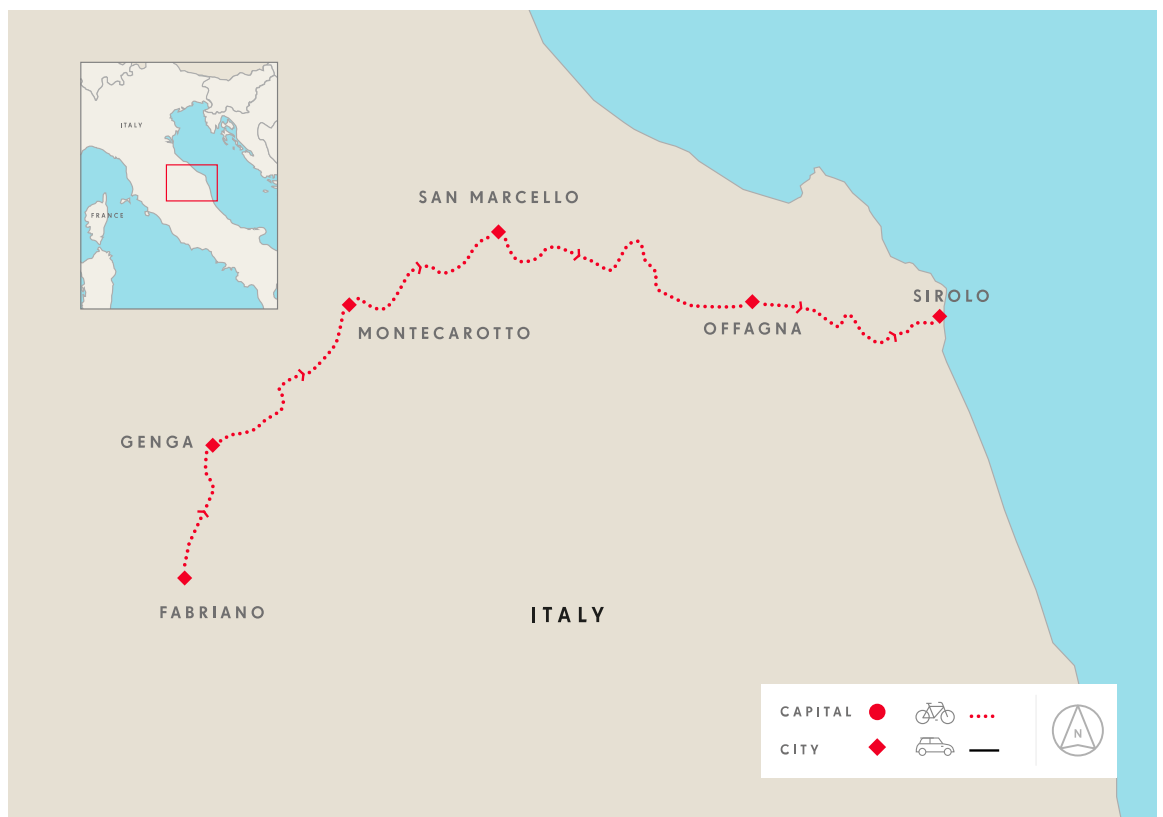 ITALY
FRANCE
SAN MARCELLO
SIROLO
OFFAGNA
MONTECAROTTO
GENGA
FABRIANO
ITALY
CAPITAL
CITY
N